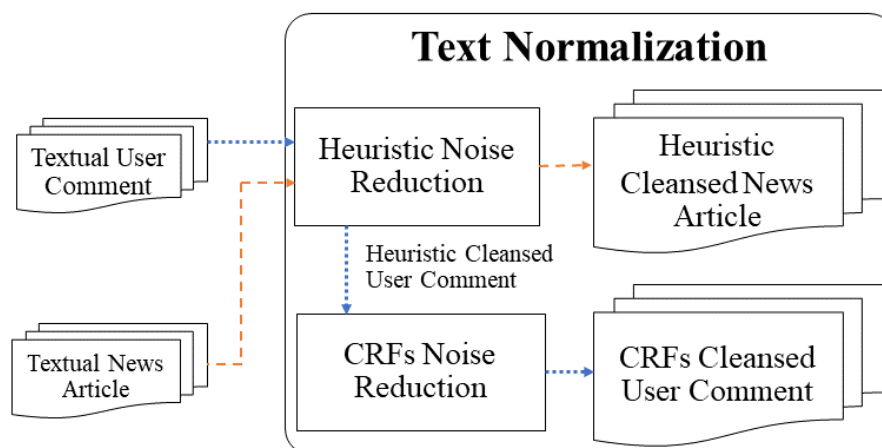 Text Normalization
Textual User
Comment
Heuristic Noise
Reduction
Heuristic
Cleansed News
Article
Heuristic Cleansed
User Comment
Textual News
Article
CRFs Noise
Reduction
CRFs Cleansed
User Comment